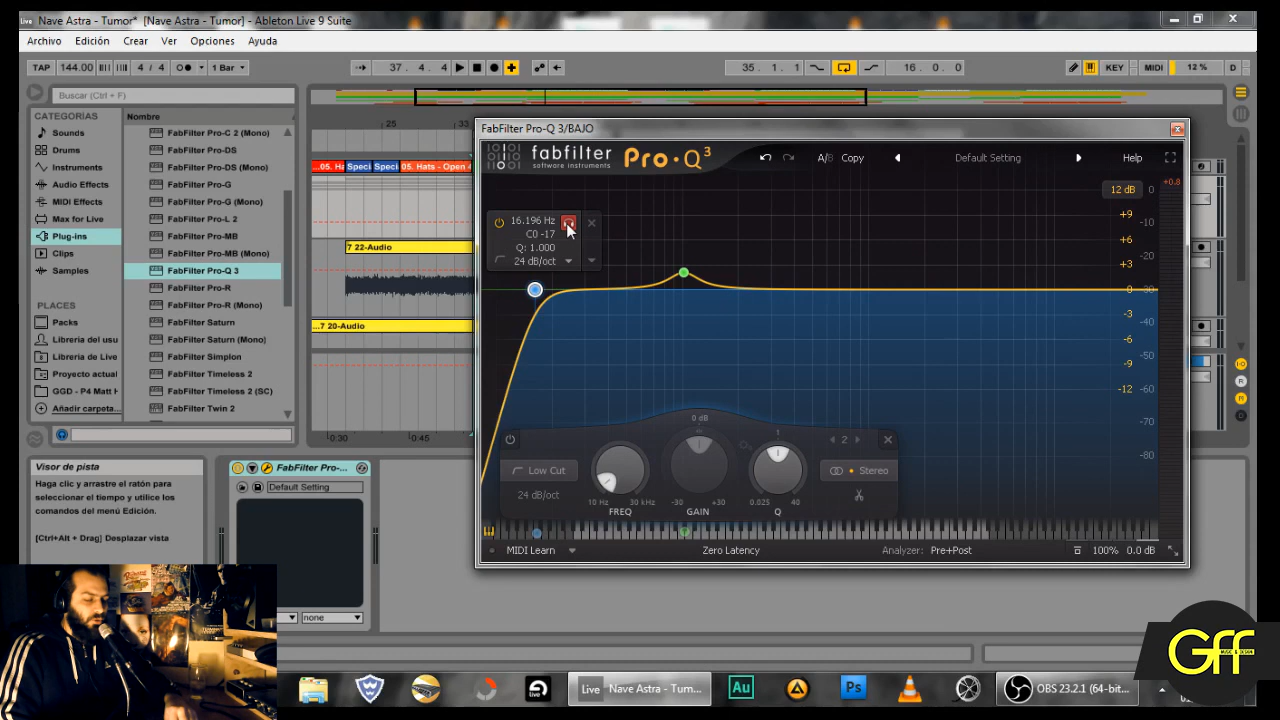 Nave Astra - Tumor* [Nave Astra - Tumor] - Ableton Live 9 Suite
Archivo Edición Crear Ver Opciones Ayuda
TAP 144.00 4 / 4 1 Bar 37. 4. 4 35. 1. 1 16. 0. 0 KEY MIDI 12 % D
Buscar (Ctrl + F)
CATEGORÍAS
Sounds
Drums
Instruments
Audio Effects
MIDI Effects
Max for Live
Plug-ins
Clips
Samples
PLACES
Packs
Librería del usu
Librería de Live
Proyecto actual
GGD - P4 Matt H
Añadir carpeta...
Nombre
FabFilter Pro-C 2 (Mono)
FabFilter Pro-DS
FabFilter Pro-DS (Mono)
FabFilter Pro-G
FabFilter Pro-G (Mono)
FabFilter Pro-L 2
FabFilter Pro-MB
FabFilter Pro-MB (Mono)
FabFilter Pro-Q 3
FabFilter Pro-R
FabFilter Pro-R (Mono)
FabFilter Saturn
FabFilter Saturn (Mono)
FabFilter Simplon
FabFilter Timeless 2
FabFilter Timeless 2 (SC)
FabFilter Twin 2
25 33
...05. Ha Speci Speci 05. Hats - Open 4
7 22-Audio
...7 20-Audio
0:30 0:45
FabFilter Pro-Q 3/BAJO
fabfilter
software instruments
Pro·Q3
A/B Copy Default Setting Help
12 dB 0 +0.8
16.196 Hz
C0 -17
Q: 1.000
24 dB/oct
+9 -10
+6
+3 -20
0 -30
-3
-6 -40
-9 -50
-12 -60
-70
-80
0 dB 1 2
Low Cut Stereo
24 dB/oct
10 Hz 30 kHz -30 +30 0.025 40
FREQ GAIN Q
MIDI Learn Zero Latency Analyzer: Pre+Post 100% 0.0 dB
Visor de pista
Haga clic y arrastre el ratón para
seleccionar el tiempo y utilice los
comandos del menú Edición.
[Ctrl+Alt + Drag] Desplazar vista
FabFilter Pro-...
Default Setting
none
Live Nave Astra - Tum... Au Ps OBS 23.2.1 (64-bit...
Gff